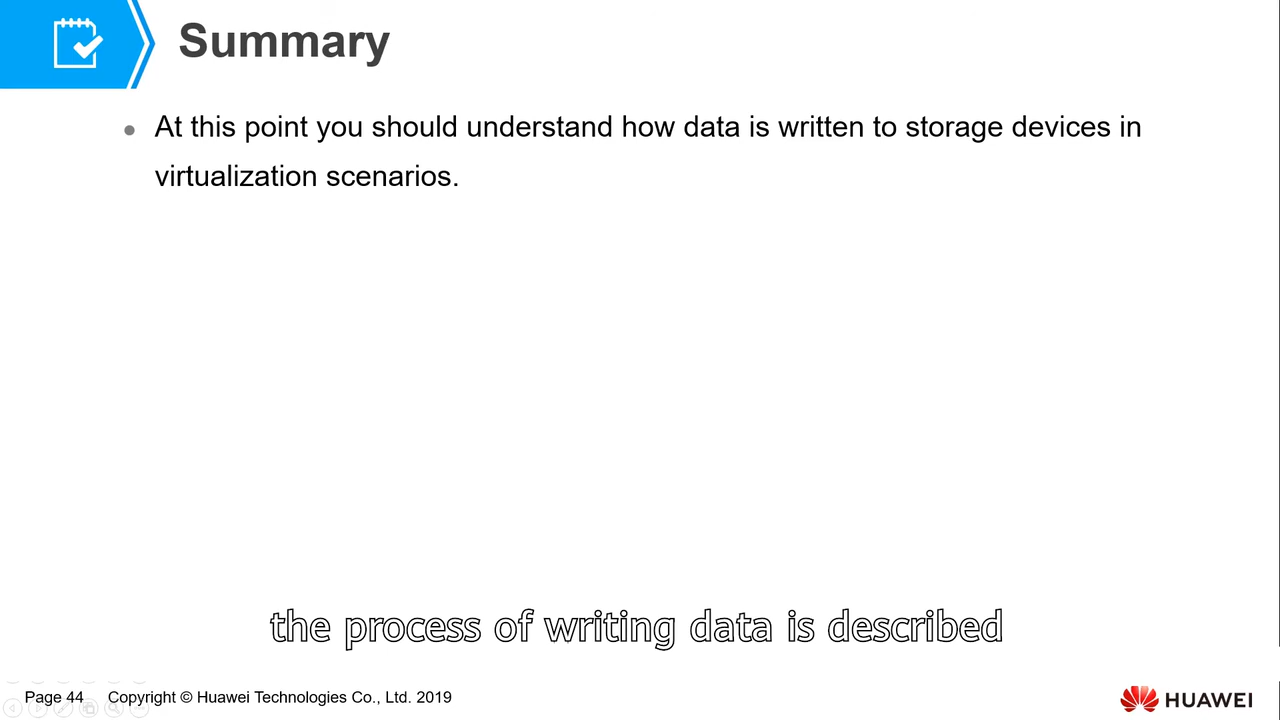 Summary
At this point you should understand how data is written to storage devices in
virtualization scenarios.
the process of writing data is described
Page 44 Copyright © Huawei Technologies Co., Ltd. 2019
HUAWEI